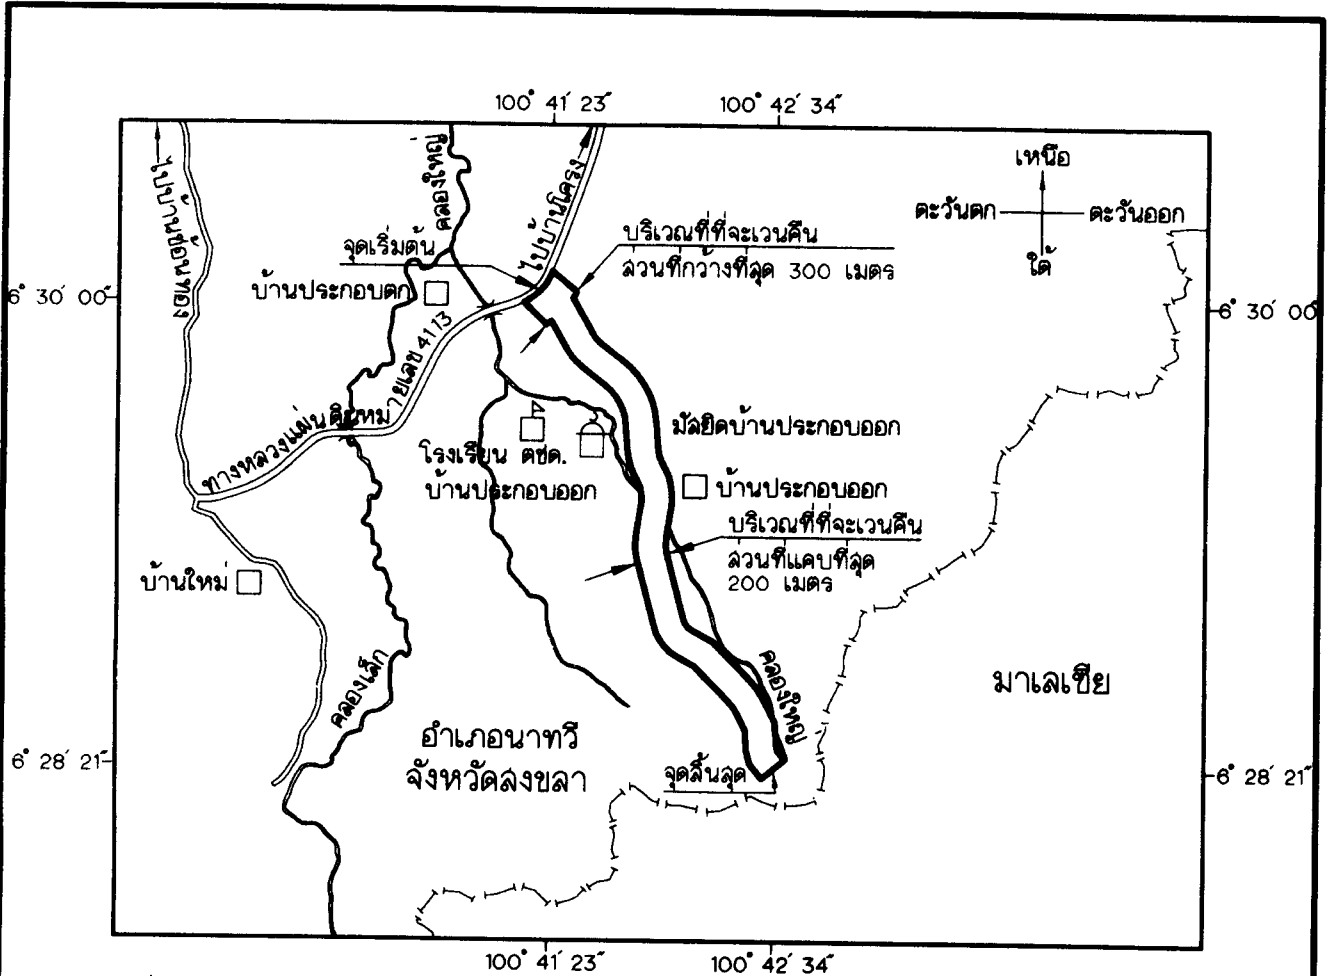 100° 41′ 23″
100° 42′ 34″
เหนือ
ตะวันตก
ตะวันออก
ใต้
ไปบ้านซ้อนทอง
คลองใหญ่
ไปบ้านโครง
จุดเริ่มต้น
บริเวณที่ที่จะเวนคืน
ส่วนที่กว้างที่สุด 300 เมตร
บ้านประกอบตก
6° 30′ 00″
6° 30′ 00″
ทางหลวงแผ่นดินหมายเลข 4113
มัสยิดบ้านประกอบออก
โรงเรียน ตชด.
บ้านประกอบออก
บ้านประกอบออก
บริเวณที่ที่จะเวนคืน
ส่วนที่แคบที่สุด
200 เมตร
บ้านใหม่
คลองเล็ก
คลองใหญ่
มาเลเซีย
อำเภอนาทวี
จังหวัดสงขลา
จุดสิ้นสุด
6° 28′ 21″
6° 28′ 21″
100° 41′ 23″
100° 42′ 34″